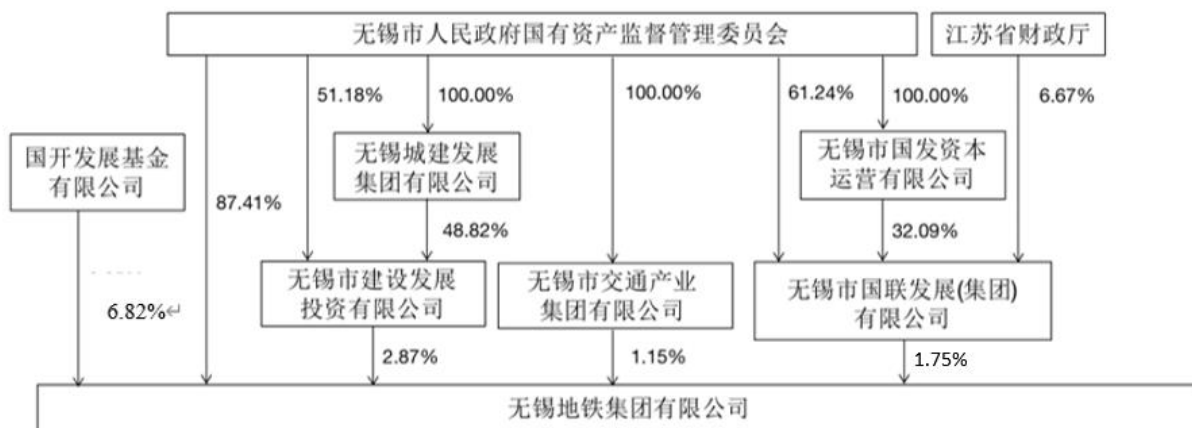 无锡市人民政府国有资产监督管理委员会
江苏省财政厅
51.18%
100.00%
100.00%
61.24%
100.00%
6.67%
国开发展基金
有限公司
无锡城建发展
集团有限公司
无锡市国发资本
运营有限公司
87.41%
48.82%
32.09%
无锡市建设发展
投资有限公司
无锡市交通产业
集团有限公司
无锡市国联发展(集团)
有限公司
6.82%↵
2.87%
1.15%
1.75%
无锡地铁集团有限公司